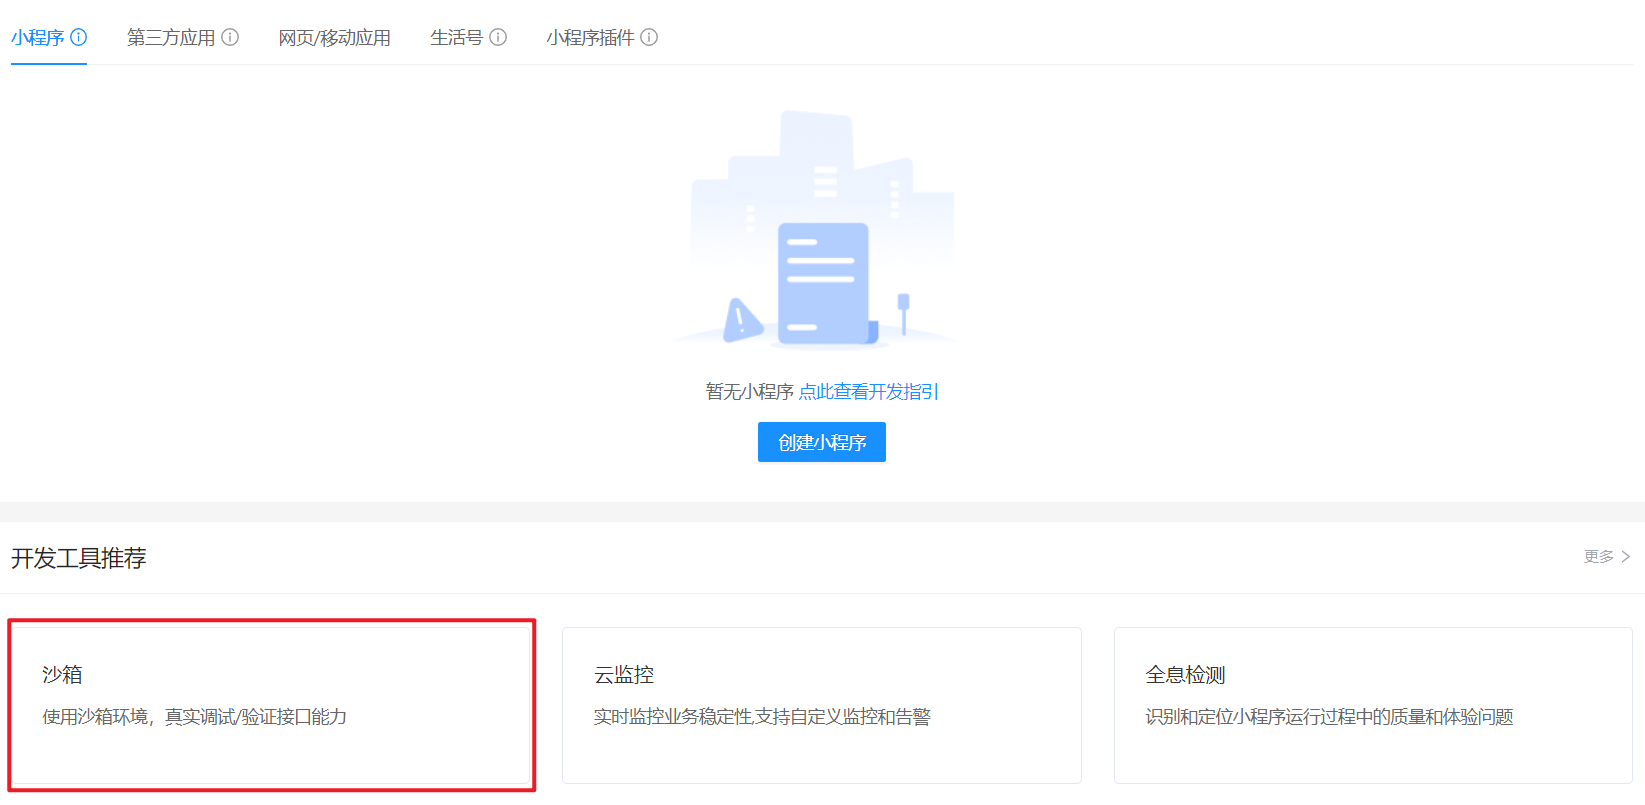 小程序 第三方应用 网页/移动应用 生活号 小程序插件
暂无小程序 点此查看开发指引
创建小程序
开发工具推荐 更多 >
沙箱
使用沙箱环境，真实调试/验证接口能力
云监控
实时监控业务稳定性,支持自定义监控和告警
全息检测
识别和定位小程序运行过程中的质量和体验问题